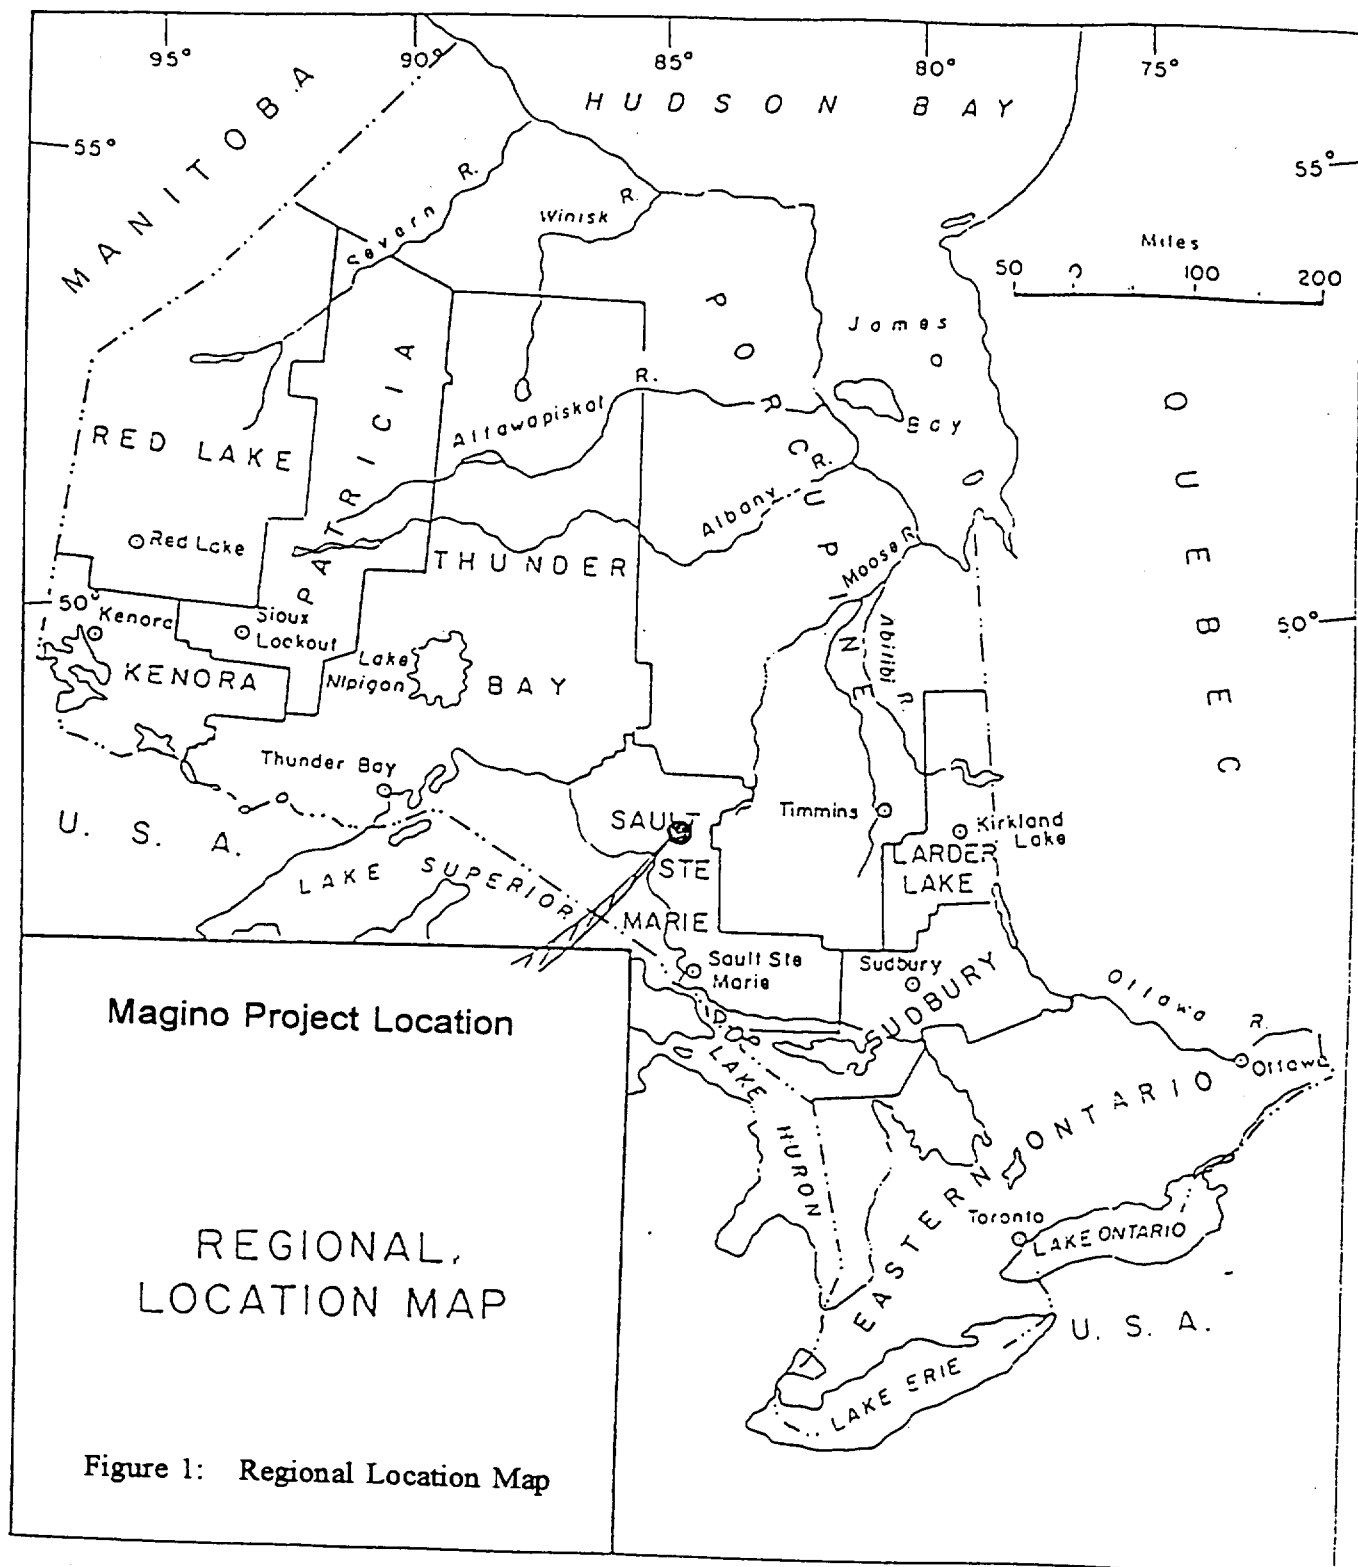 95° 90° 85° 80° 75°
HUDSON BAY
MANITOBA
55° 55°
Severn R.
Winisk R.
Miles
50 0 100 200
PORCUPINE
James
Bay
QUEBEC
PATRICIA
RED LAKE
Attawapiskat R.
Albany R.
Red Lake
THUNDER
BAY
Moose R.
Abitibi R.
50° 50°
Kenora
Sioux
Lookout
KENORA
Lake
Nipigon
Thunder Bay
U. S. A.
LAKE SUPERIOR
SAULT
STE
MARIE
Timmins
Kirkland
Lake
LARDER
LAKE
Sault Ste
Marie
Sudbury
SUDBURY
Ottawa R.
Ottawa
LAKE
HURON
EASTERN ONTARIO
Toronto
LAKE ONTARIO
U. S. A.
LAKE ERIE
Magino Project Location
REGIONAL
LOCATION MAP
Figure 1: Regional Location Map